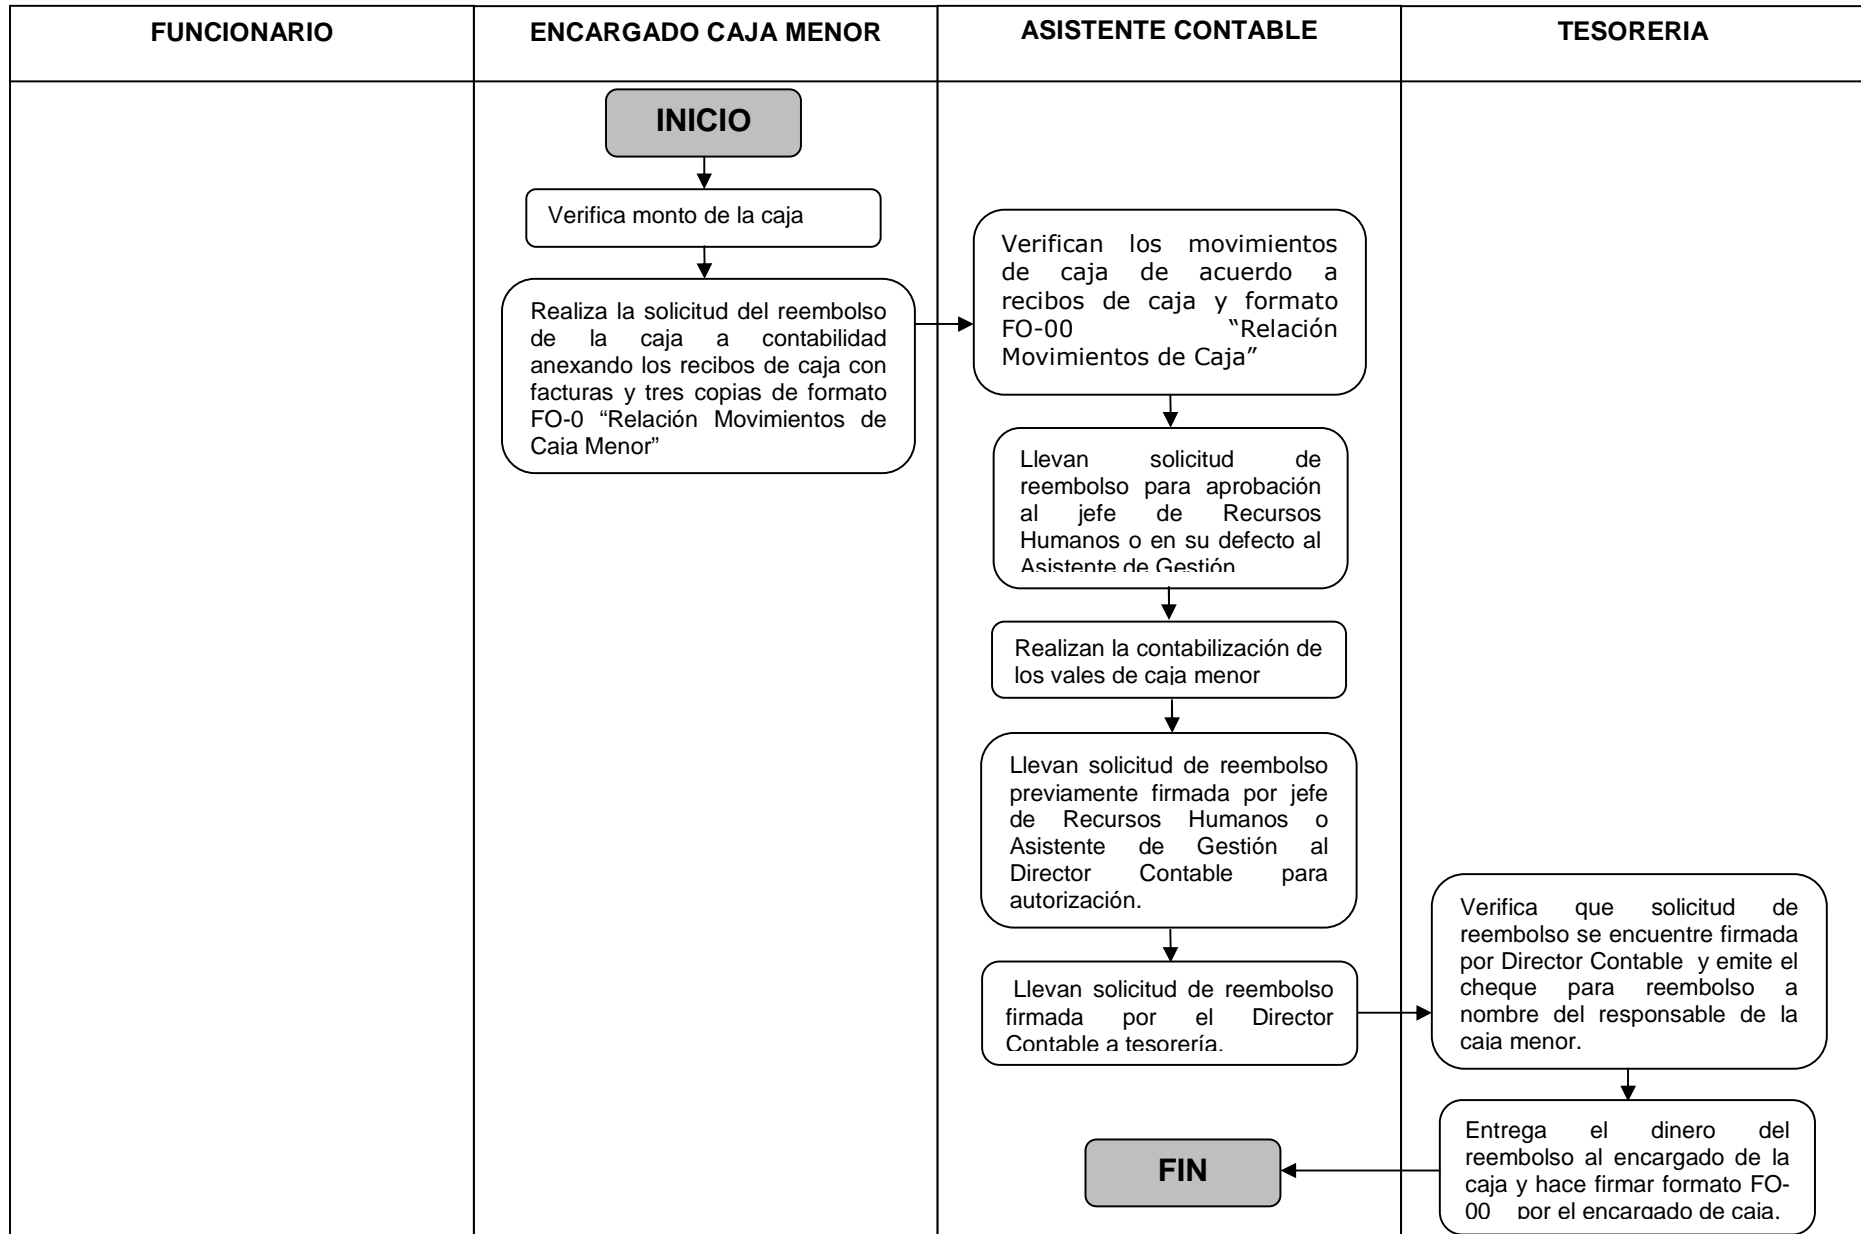 FUNCIONARIO
ENCARGADO CAJA MENOR
ASISTENTE CONTABLE
TESORERIA
INICIO
Verifica monto de la caja
Realiza la solicitud del reembolso
de la caja a contabilidad
anexando los recibos de caja con
facturas y tres copias de formato
FO-0 “Relación Movimientos de
Caja Menor”
Verifican los movimientos
de caja de acuerdo a
recibos de caja y formato
FO-00 “Relación
Movimientos de Caja”
Llevan solicitud de
reembolso para aprobación
al jefe de Recursos
Humanos o en su defecto al
Asistente de Gestión
Realizan la contabilización de
los vales de caja menor
Llevan solicitud de reembolso
previamente firmada por jefe
de Recursos Humanos o
Asistente de Gestión al
Director Contable para
autorización.
Llevan solicitud de reembolso
firmada por el Director
Contable a tesorería.
Verifica que solicitud de
reembolso se encuentre firmada
por Director Contable y emite el
cheque para reembolso a
nombre del responsable de la
caja menor.
Entrega el dinero del
reembolso al encargado de la
caja y hace firmar formato FO-
00 por el encargado de caja.
FIN